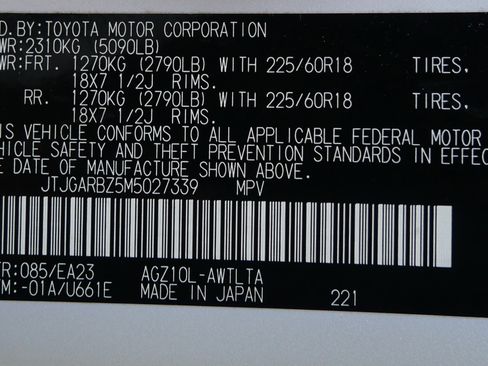 D.BY:TOYOTA MOTOR CORPORATION
WR:2310KG (5090LB)
WR:FRT. 1270KG (2790LB) WITH 225/60R18 TIRES,
18X7 1/2J RIMS.
RR. 1270KG (2790LB) WITH 225/60R18 TIRES,
18X7 1/2J RIMS.
IS VEHICLE CONFORMS TO ALL APPLICABLE FEDERAL MOTOR
HICLE SAFETY AND THEFT PREVENTION STANDARDS IN EFFEC
E DATE OF MANUFACTURE SHOWN ABOVE.
JTJGARBZ5M5027339 MPV
TR:085/EA23 AGZ10L-AWTLTA
TM:-01A/U661E MADE IN JAPAN 221